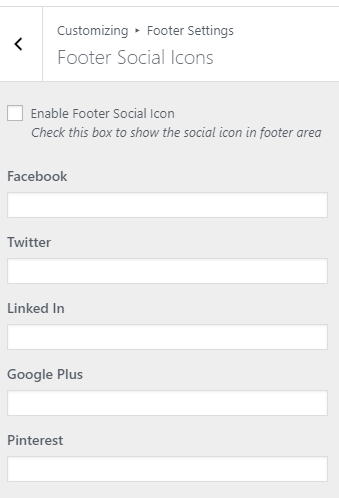 Customizing ▸ Footer Settings
Footer Social Icons
Enable Footer Social Icon
Check this box to show the social icon in footer area
Facebook
Twitter
Linked In
Google Plus
Pinterest